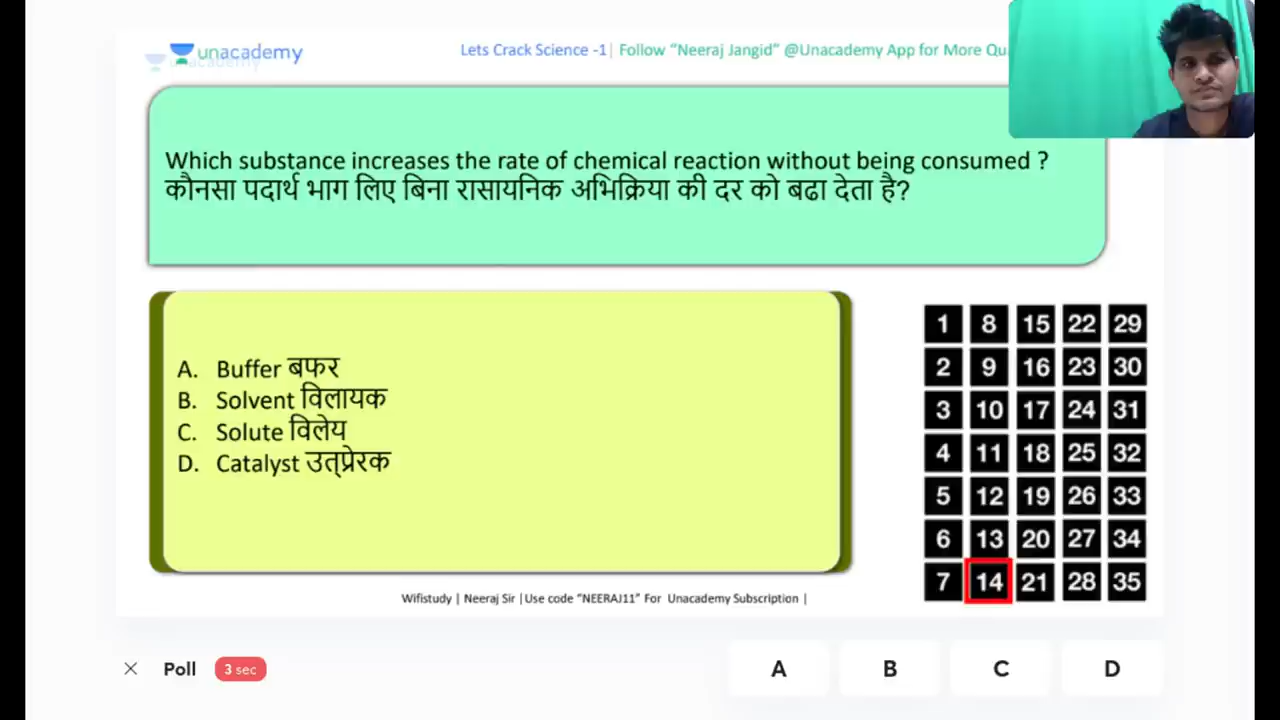 unacademy
Lets Crack Science -1| Follow “Neeraj Jangid” @Unacademy App for More Qu
Which substance increases the rate of chemical reaction without being consumed ?
कौनसा पदार्थ भाग लिए बिना रासायनिक अभिक्रिया की दर को बढा देता है?
A. Buffer बफर
B. Solvent विलायक
C. Solute विलेय
D. Catalyst उत्प्रेरक
1 8 15 22 29
2 9 16 23 30
3 10 17 24 31
4 11 18 25 32
5 12 19 26 33
6 13 20 27 34
7 14 21 28 35
Wifistudy | Neeraj Sir |Use code “NEERAJ11” For Unacademy Subscription |
Poll 3 sec A B C D